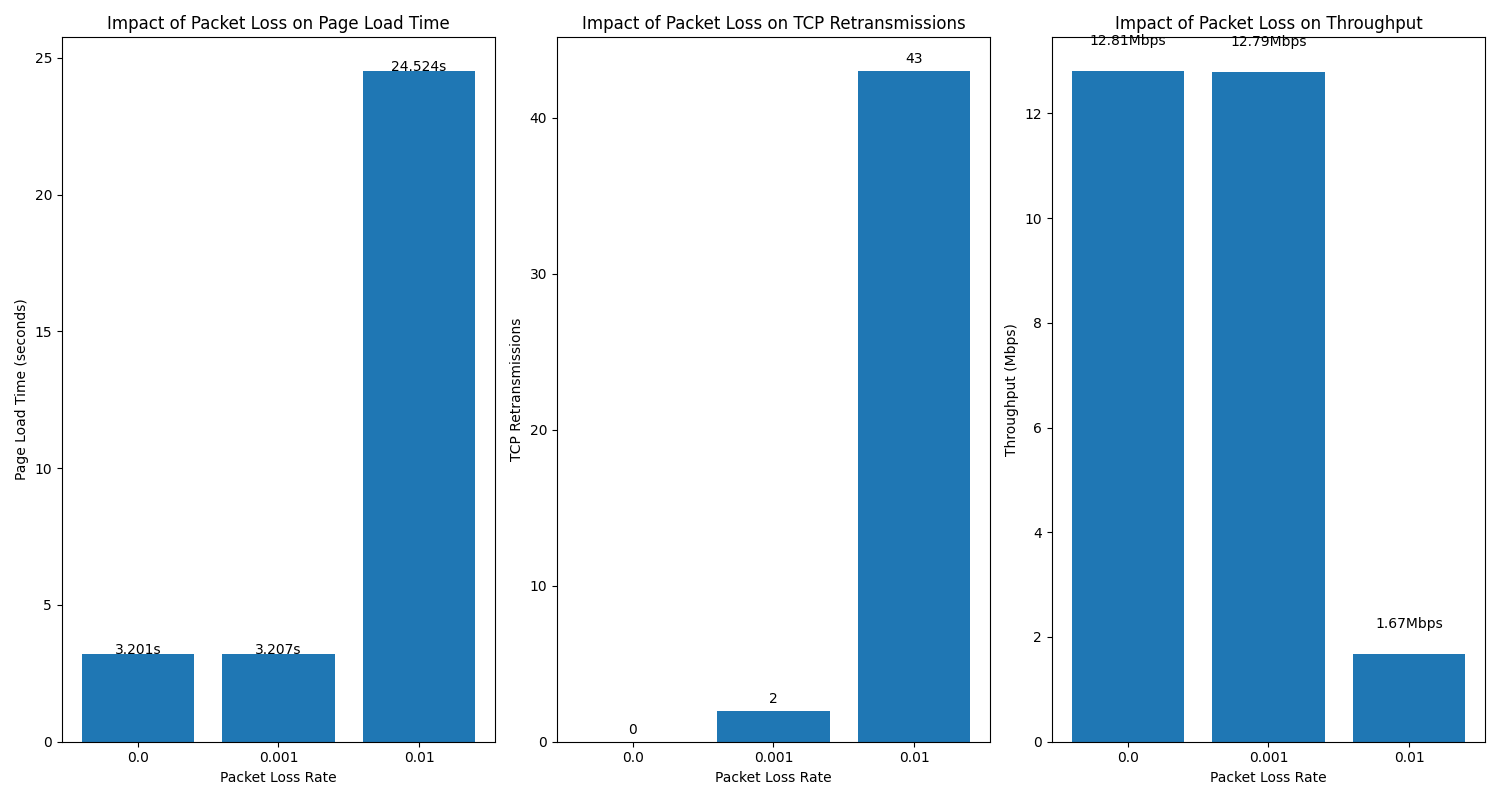 Impact of Packet Loss on Page Load Time
25
20
15
10
5
0
Page Load Time (seconds)
3.201s
3.207s
24.524s
0.0
0.001
0.01
Packet Loss Rate
Impact of Packet Loss on TCP Retransmissions
40
30
20
10
0
TCP Retransmissions
0
2
43
0.0
0.001
0.01
Packet Loss Rate
Impact of Packet Loss on Throughput
12
10
8
6
4
2
0
Throughput (Mbps)
12.81Mbps
12.79Mbps
1.67Mbps
0.0
0.001
0.01
Packet Loss Rate